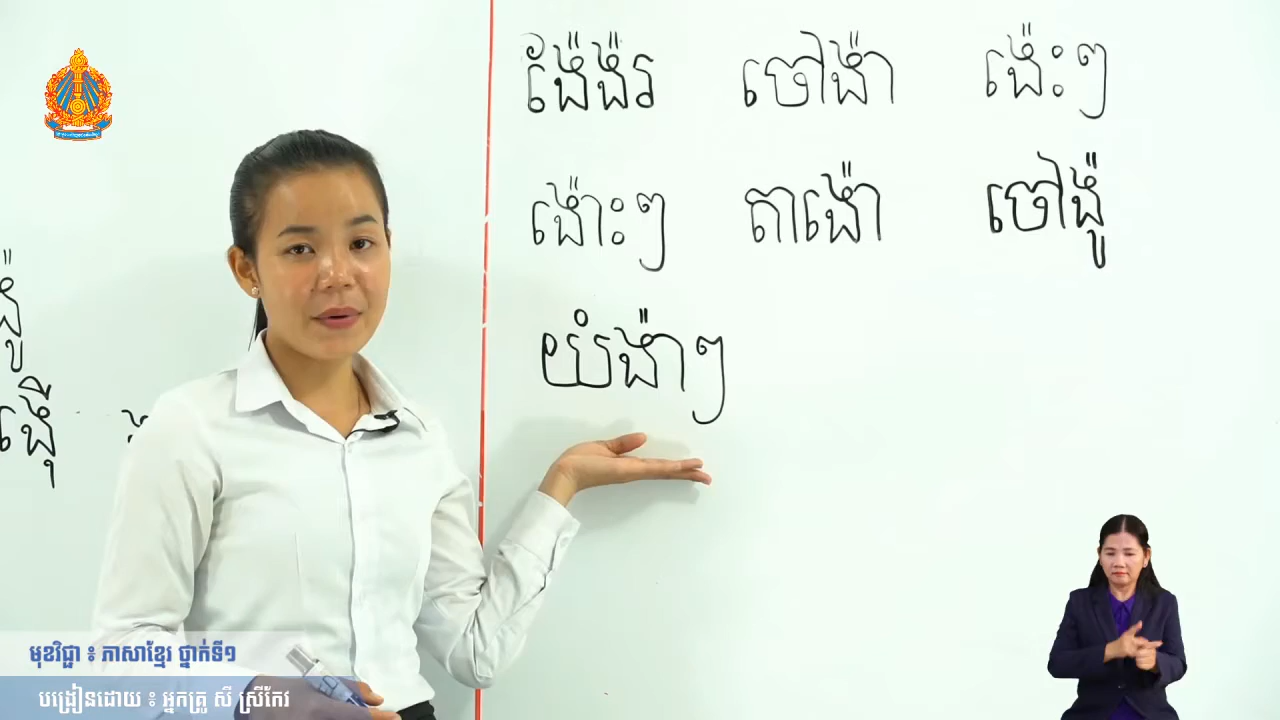 ង៉ែង៉រ ចៅង៉ា ង៉េះៗ
ង៉ោះៗ តាង៉ោ ចៅង៉ូ
យំង៉ាៗ
ង៉ូ
ង៉ើ
មុខវិជ្ជា ៖ ភាសាខ្មែរ ថ្នាក់ទី១
បង្រៀនដោយ ៖ អ្នកគ្រូ សី ស្រីកែវ